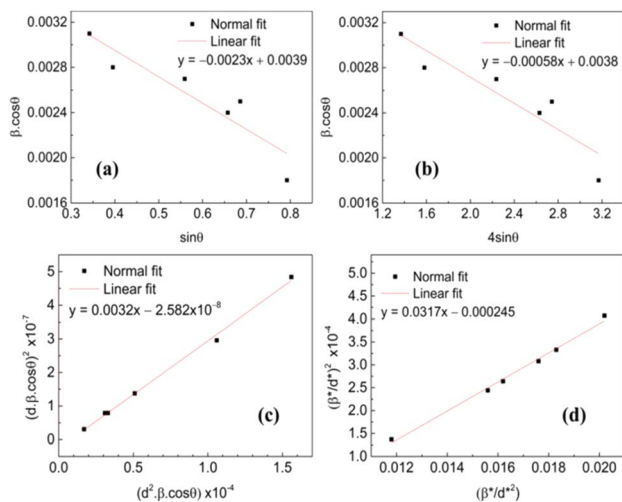 0.0032
0.0028
0.0024
0.0020
0.0016
β.cosθ
■ Normal fit
Linear fit
y = −0.0023x + 0.0039
(a)
0.3 0.4 0.5 0.6 0.7 0.8
sinθ
0.0032
0.0028
0.0024
0.0020
0.0016
β.cosθ
■ Normal fit
Linear fit
y = −0.00058x + 0.0038
(b)
1.2 1.6 2.0 2.4 2.8 3.2
4sinθ
5
4
3
2
1
0
(d.β.cosθ)² x10⁻⁷
■ Normal fit
Linear fit
y = 0.0032x − 2.582x10⁻⁸
(c)
0.0 0.5 1.0 1.5
(d².β.cosθ) x10⁻⁴
5.0
4.5
4.0
3.5
3.0
2.5
2.0
1.5
1.0
(β*/d*)² x10⁻⁴
■ Normal fit
Linear fit
y = 0.0317x − 0.000245
(d)
0.012 0.014 0.016 0.018 0.020
(β*/d*²)